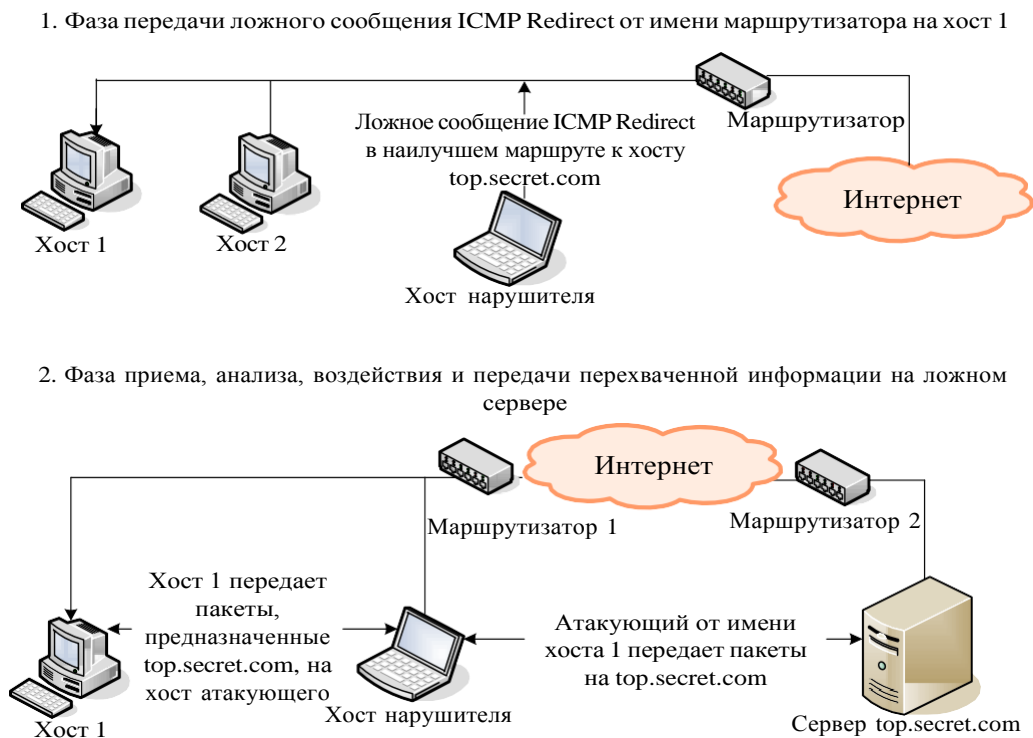 1. Фаза передачи ложного сообщения ICMP Redirect от имени маршрутизатора на хост 1
Маршрутизатор
Ложное сообщение ICMP Redirect
в наилучшем маршруте к хосту
top.secret.com
Интернет
Хост 1
Хост 2
Хост нарушителя
2. Фаза приема, анализа, воздействия и передачи перехваченной информации на ложном
сервере
Интернет
Маршрутизатор 1
Маршрутизатор 2
Хост 1 передает
пакеты,
предназначенные
top.secret.com, на
хост атакующего
Атакующий от имени
хоста 1 передает пакеты
на top.secret.com
Хост 1
Хост нарушителя
Сервер top.secret.com